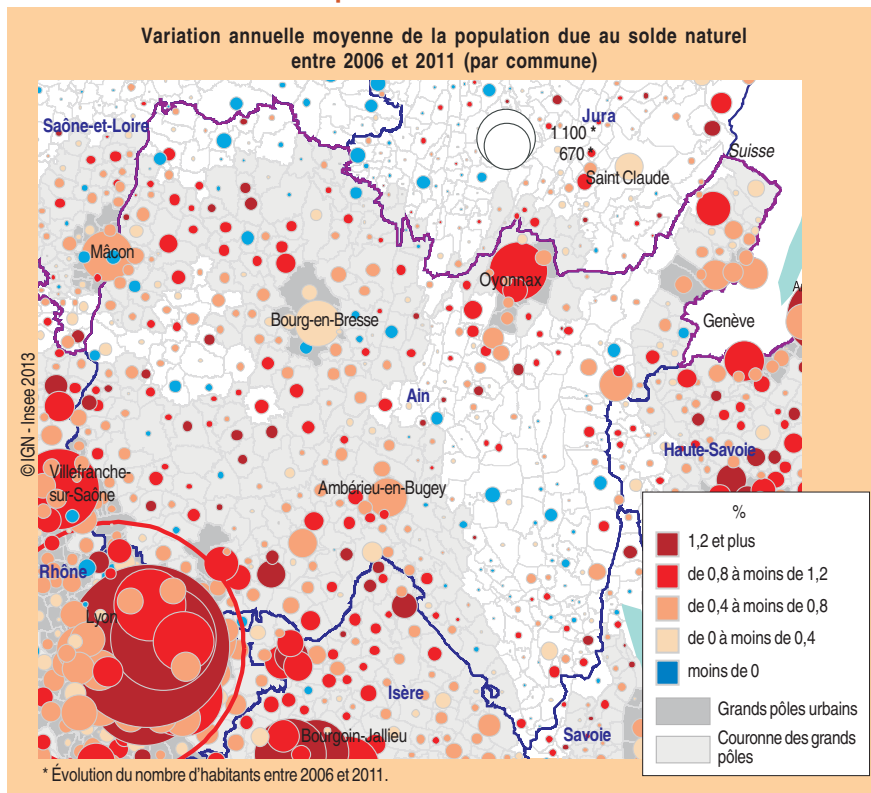 Variation annuelle moyenne de la population due au solde naturel
entre 2006 et 2011 (par commune)
Saône-et-Loire
Jura
1 100 *
670 *
Suisse
Saint Claude
Mâcon
Oyonnax
A
Bourg-en-Bresse
Genève
© IGN - Insee 2013
Ain
Haute-Savoie
Villefranche-
sur-Saône
Ambérieu-en-Bugey
Rhône
Lyon
Isère
Bourgoin-Jallieu
Savoie
%
1,2 et plus
de 0,8 à moins de 1,2
de 0,4 à moins de 0,8
de 0 à moins de 0,4
moins de 0
Grands pôles urbains
Couronne des grands
pôles
* Évolution du nombre d'habitants entre 2006 et 2011.